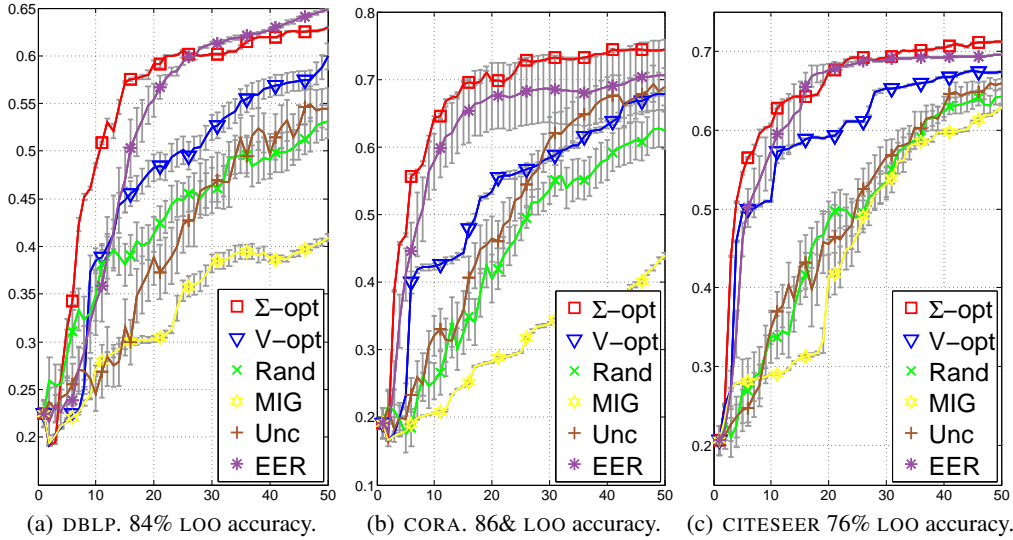 0.65
0.6
0.55
0.5
0.45
0.4
0.35
0.3
0.25
0.2
0 10 20 30 40 50
Σ-opt
V-opt
Rand
MIG
Unc
EER
(a) DBLP. 84% LOO accuracy.
0.8
0.7
0.6
0.5
0.4
0.3
0.2
0.1
0 10 20 30 40 50
Σ-opt
V-opt
Rand
MIG
Unc
EER
(b) CORA. 86& LOO accuracy.
0.7
0.6
0.5
0.4
0.3
0.2
0 10 20 30 40 50
Σ-opt
V-opt
Rand
MIG
Unc
EER
(c) CITESEER 76% LOO accuracy.